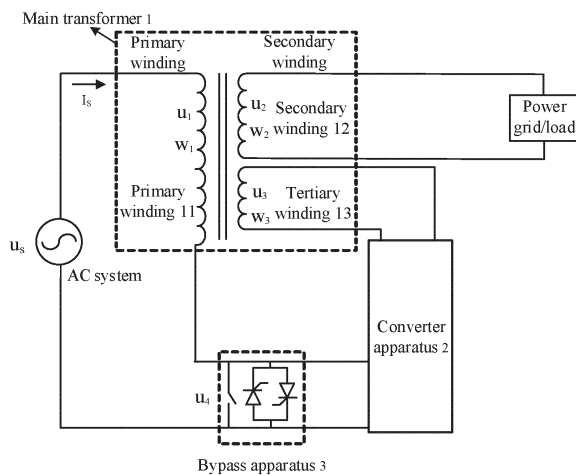 Main transformer 1
Primary
winding
Secondary
winding
Is
u1
w1
u2
w2
Secondary
winding 12
Power
grid/load
Primary
winding 11
u3
w3
Tertiary
winding 13
us
AC system
Converter
apparatus 2
u4
Bypass apparatus 3